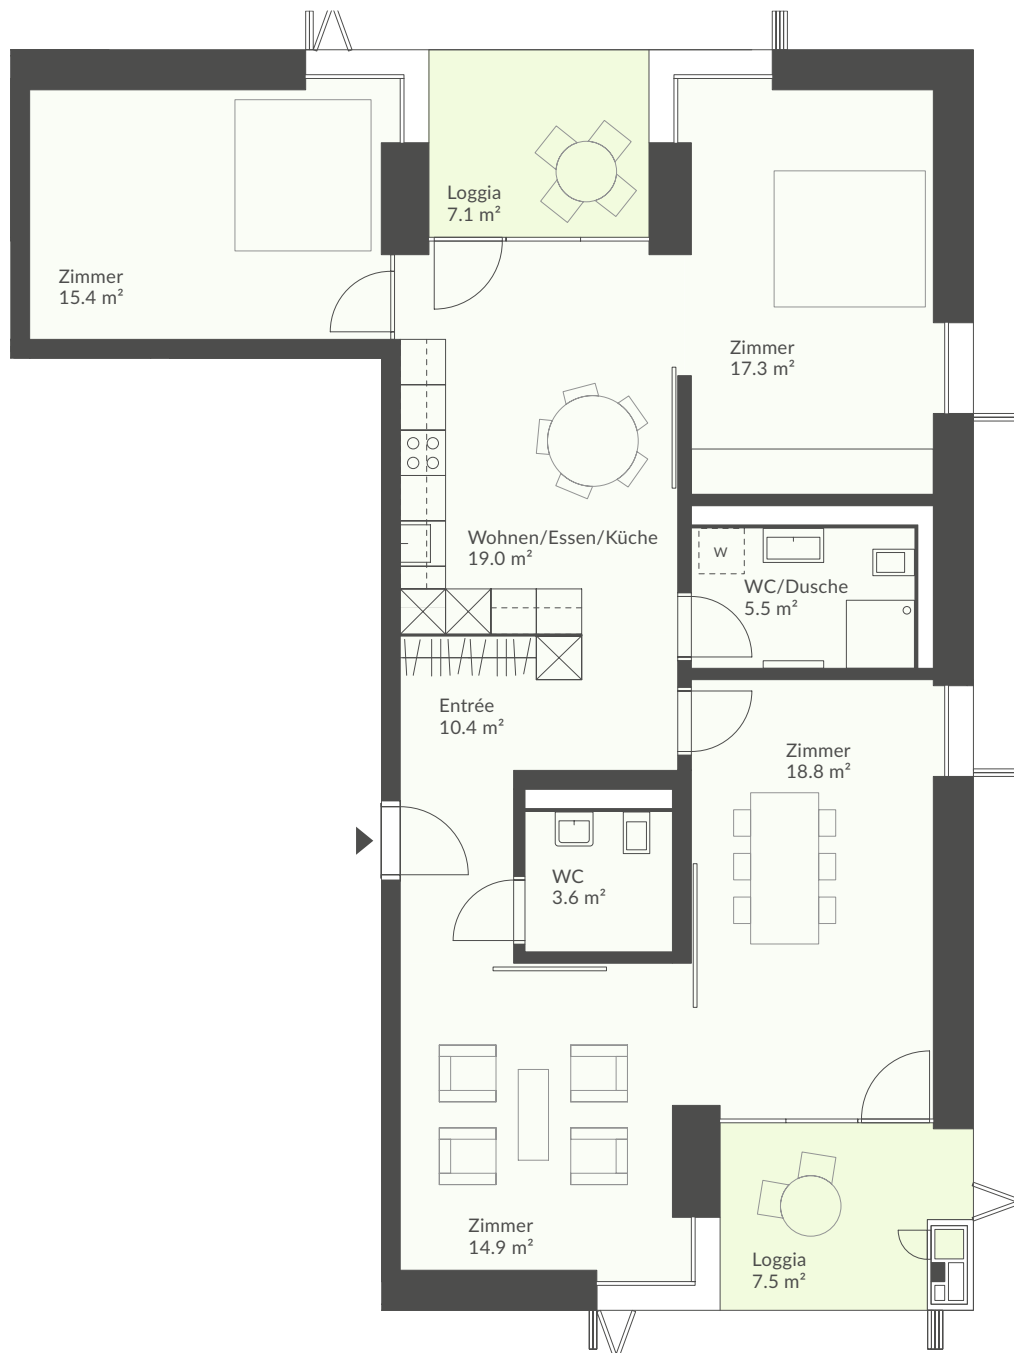 Loggia
7.1 m²
Zimmer
15.4 m²
Zimmer
17.3 m²
Wohnen/Essen/Küche
19.0 m²
W
WC/Dusche
5.5 m²
Entrée
10.4 m²
Zimmer
18.8 m²
WC
3.6 m²
Zimmer
14.9 m²
Loggia
7.5 m²